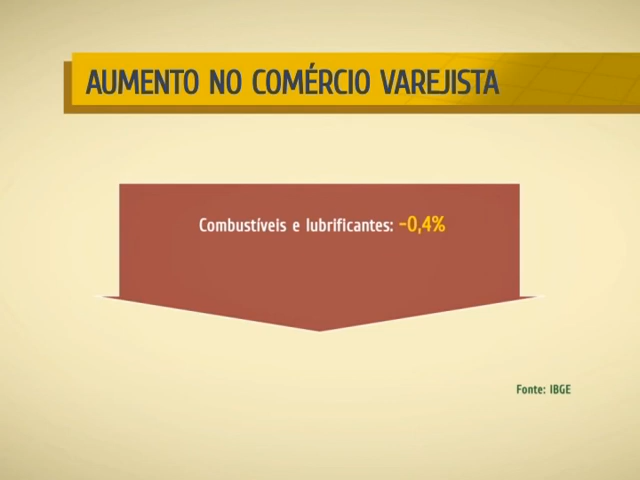 AUMENTO NO COMÉRCIO VAREJISTA
Combustíveis e lubrificantes: -0,4%
Fonte: IBGE